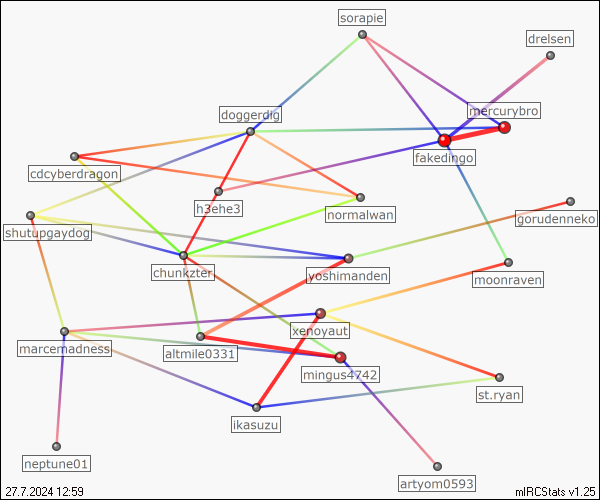 sorapie
drelsen
mercurybro
doggerdig
fakedingo
cdcyberdragon
h3ehe3
normalwan
gorudenneko
shutupgaydog
chunkzter
yoshimanden
moonraven
xenoyaut
marcemadness
altmile0331
mingus4742
st.ryan
ikasuzu
neptune01
artyom0593
27.7.2024 12:59
mIRCStats v1.25